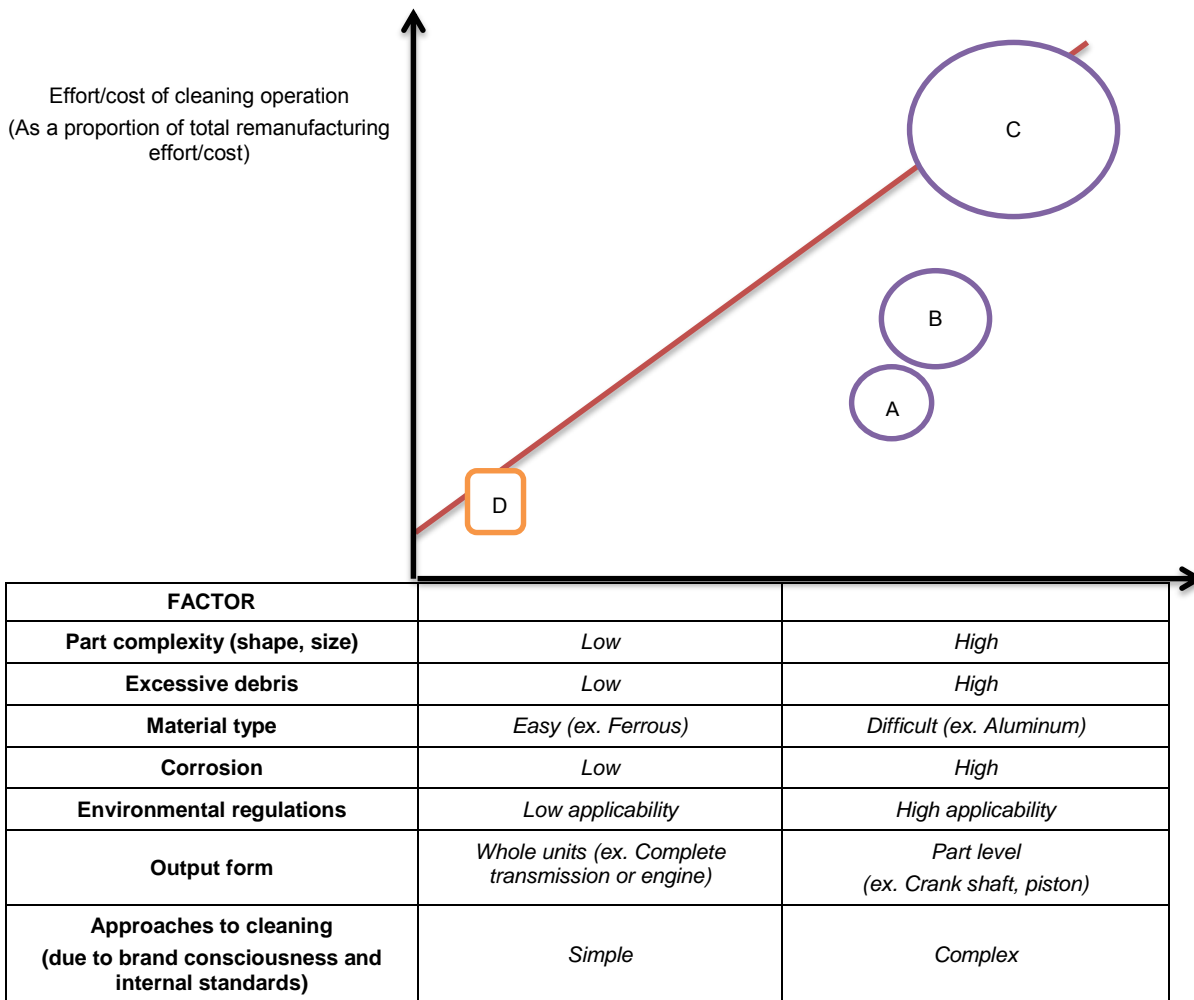 Effort/cost of cleaning operation
(As a proportion of total remanufacturing
effort/cost)
C
B
A
D
FACTOR
Part complexity (shape, size) Low High
Excessive debris Low High
Material type Easy (ex. Ferrous) Difficult (ex. Aluminum)
Corrosion Low High
Environmental regulations Low applicability High applicability
Output form Whole units (ex. Complete
transmission or engine) Part level
(ex. Crank shaft, piston)
Approaches to cleaning
(due to brand consciousness and
internal standards) Simple Complex